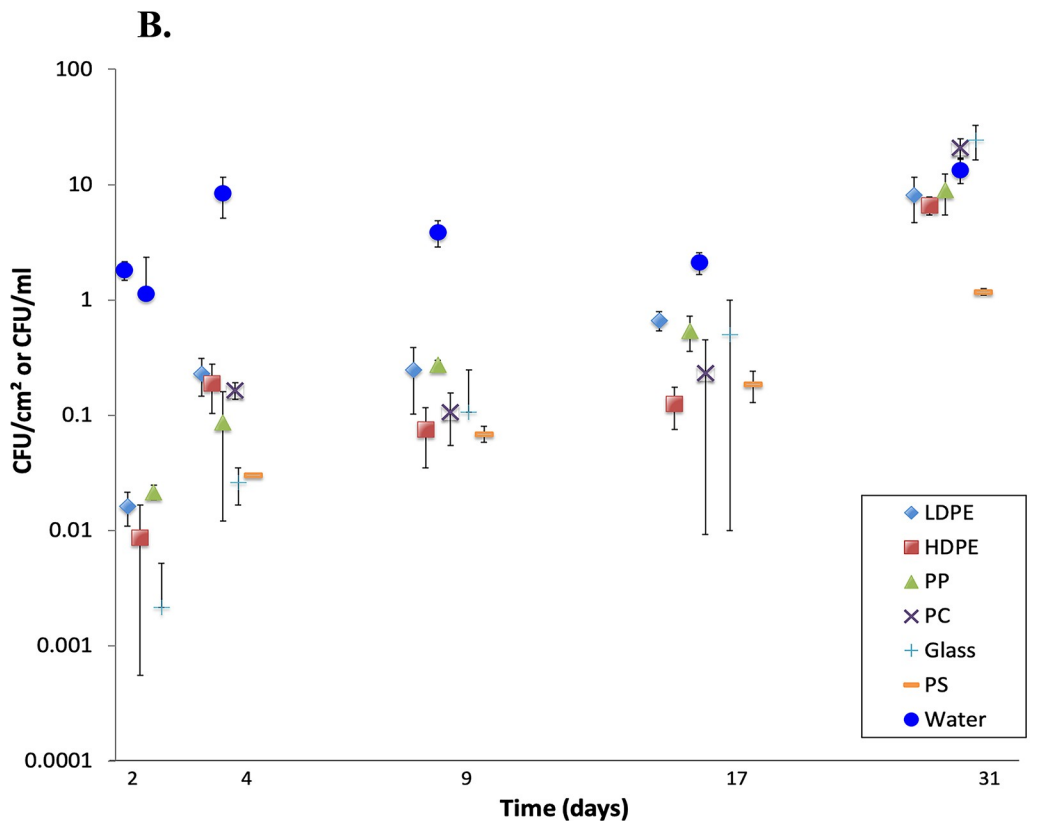 B.
100
10
1
0.1
0.01
0.001
0.0001
CFU/cm² or CFU/ml
2 4 9 17 31
Time (days)
LDPE
HDPE
PP
PC
Glass
PS
Water